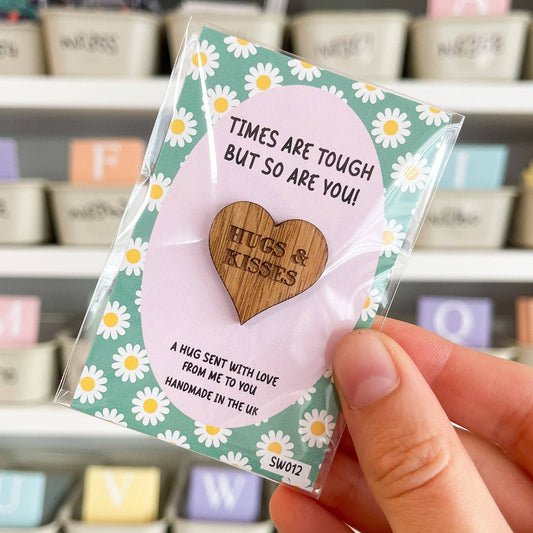 TIMES ARE TOUGH
BUT SO ARE YOU!
HUGS &
KISSES
A HUG SENT WITH LOVE
FROM ME TO YOU
HANDMADE IN THE UK
SW012
F
M
Q
U
V
W